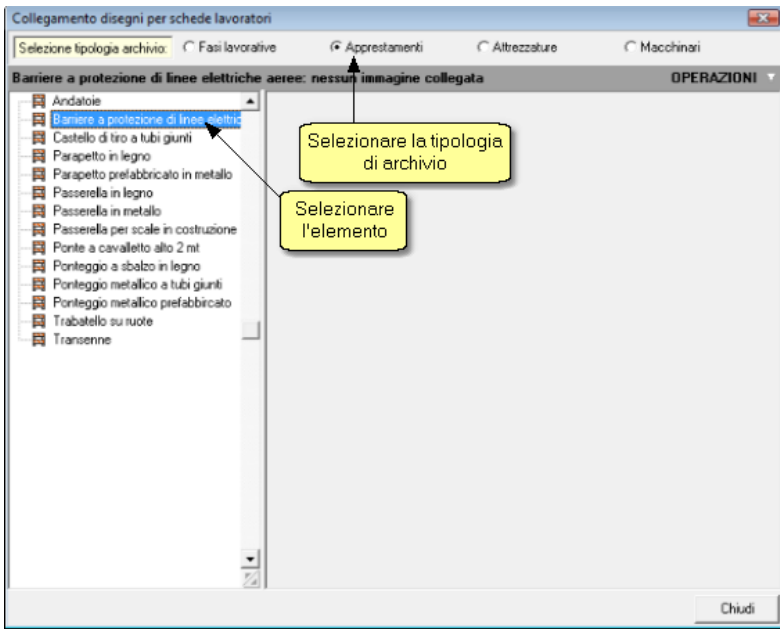 Collegamento disegni per schede lavoratori
Selezione tipologia archivio: Fasi lavorative Apprestamenti Attrezzature Macchinari
Barriere a protezione di linee elettriche aeree: nessun immagine collegata OPERAZIONI
Andatoie
Barriere a protezione di linee elettric
Castello di tiro a tubi giunti
Parapetto in legno
Parapetto prefabbricato in metallo
Passerella in legno
Passerella in metallo
Passerella per scale in costruzione
Ponte a cavalletto alto 2 mt
Ponteggio a sbalzo in legno
Ponteggio metallico a tubi giunti
Ponteggio metallico prefabbircato
Trabatello su ruote
Transenne
Selezionare la tipologia
di archivio
Selezionare
l'elemento
Chiudi